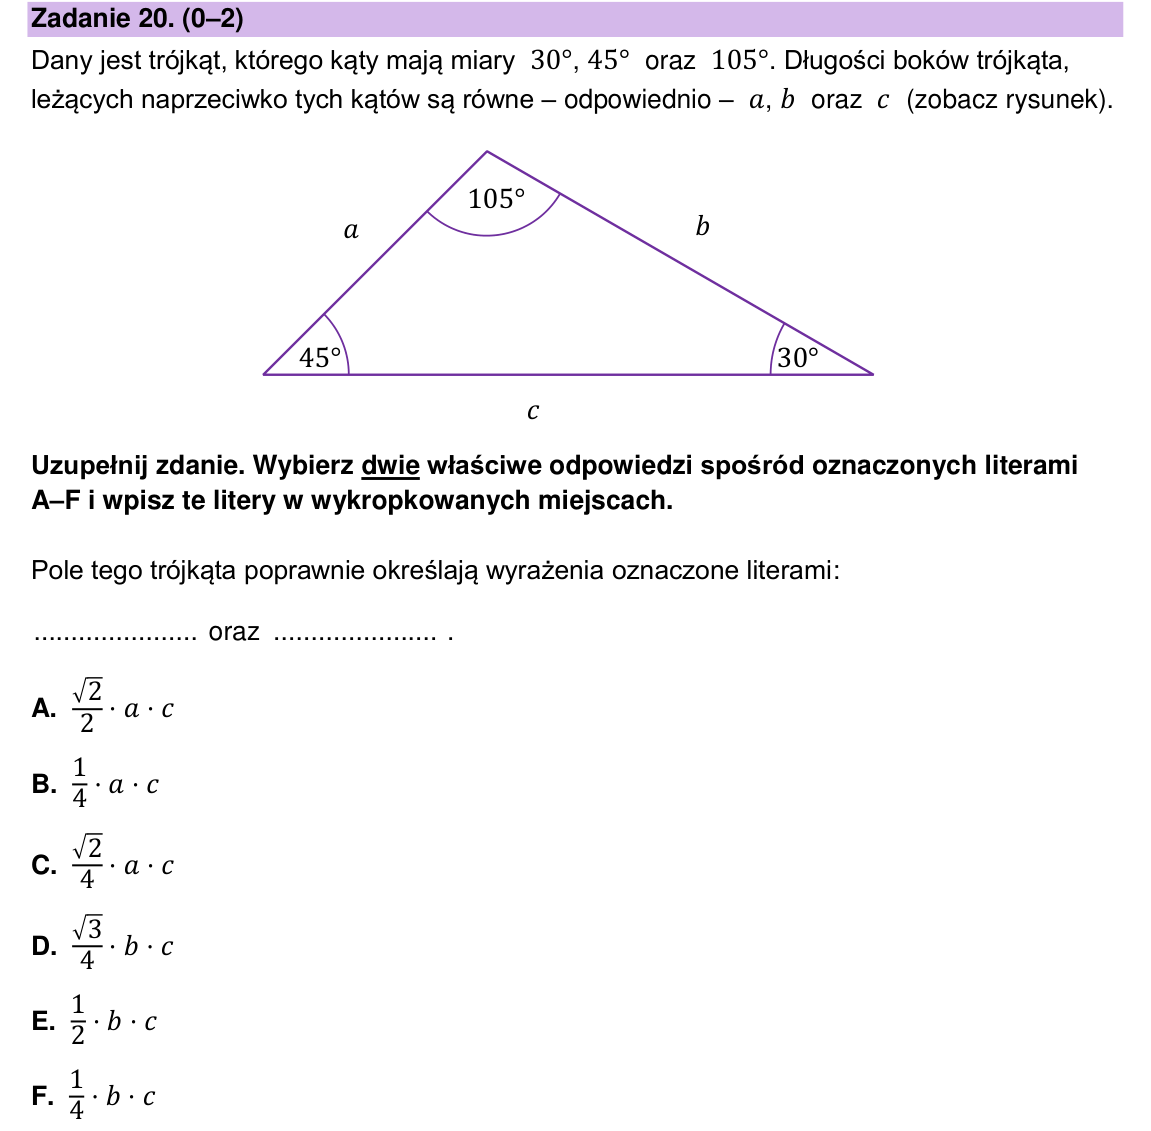 Zadanie 20. (0–2)
Dany jest trójkąt, którego kąty mają miary 30°, 45° oraz 105°. Długości boków trójkąta,
leżących naprzeciwko tych kątów są równe – odpowiednio – a, b oraz c (zobacz rysunek).
105°
a
b
45°
30°
c
Uzupełnij zdanie. Wybierz dwie właściwe odpowiedzi spośród oznaczonych literami
A–F i wpisz te litery w wykropkowanych miejscach.
Pole tego trójkąta poprawnie określają wyrażenia oznaczone literami:
...................... oraz ...................... .
A. √2/2 · a · c
B. 1/4 · a · c
C. √2/4 · a · c
D. √3/4 · b · c
E. 1/2 · b · c
F. 1/4 · b · c